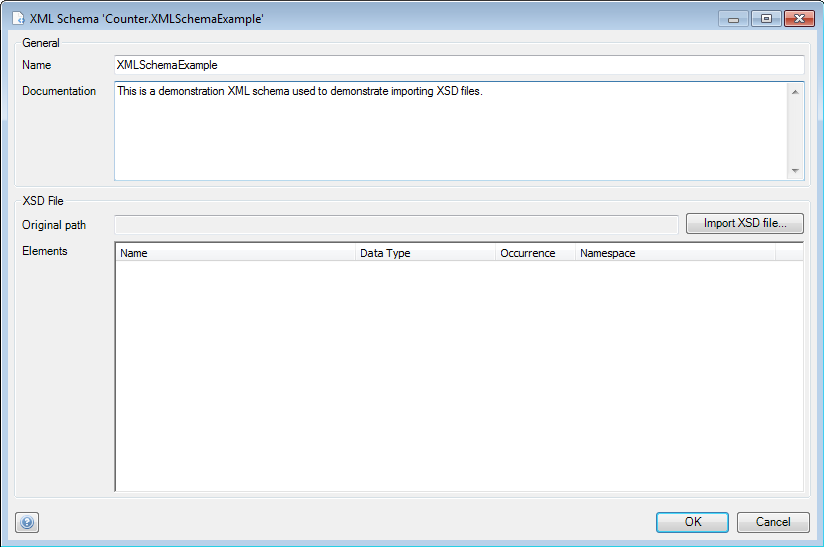 XML Schema 'Counter.XMLSchemaExample'
General
Name XMLSchemaExample
Documentation This is a demonstration XML schema used to demonstrate importing XSD files.
XSD File
Original path Import XSD file...
Elements Name Data Type Occurrence Namespace
OK Cancel